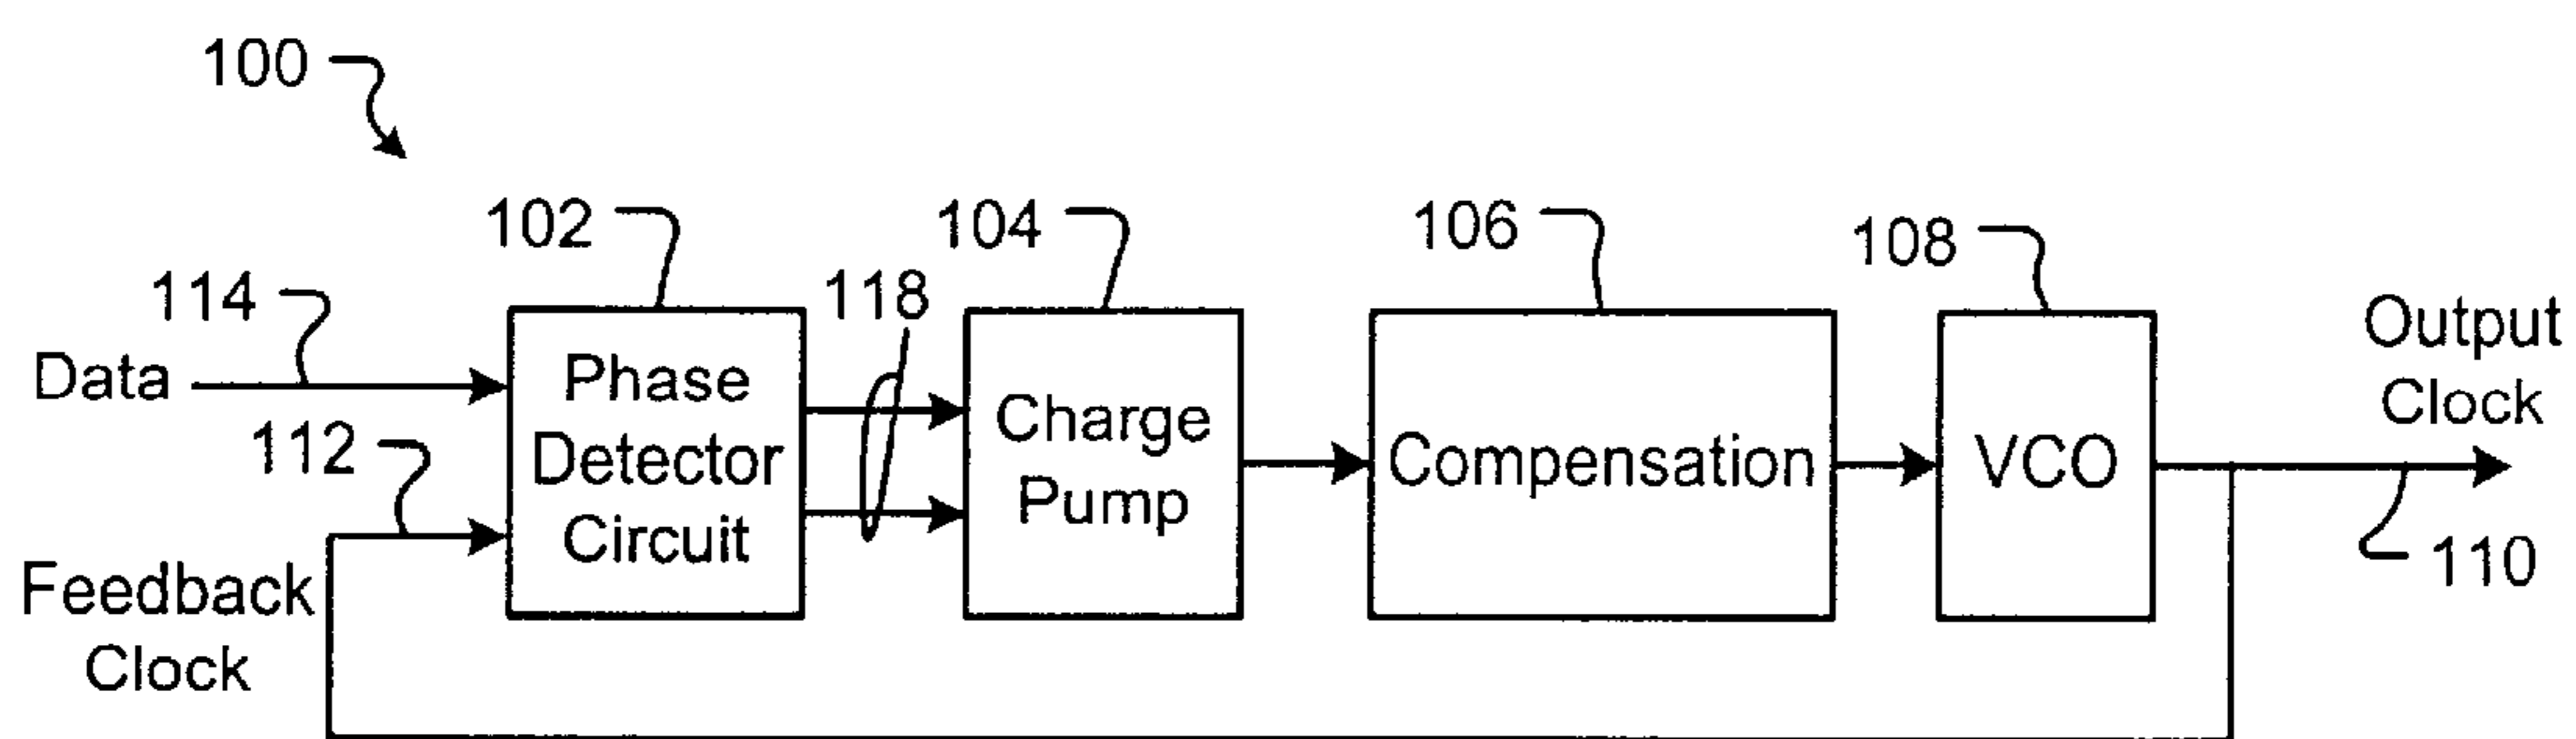 100
102
104
106
108
114
118
Output
Clock
Data
Phase
Detector
Circuit
Charge
Pump
Compensation
VCO
112
110
Feedback
Clock